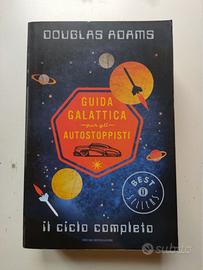 DOUGLAS ADAMS
GUIDA
GALATTICA
per gli
AUTOSTOPPISTI
BEST
SELLERS
il ciclo completo
OSCAR MONDADORI
subito